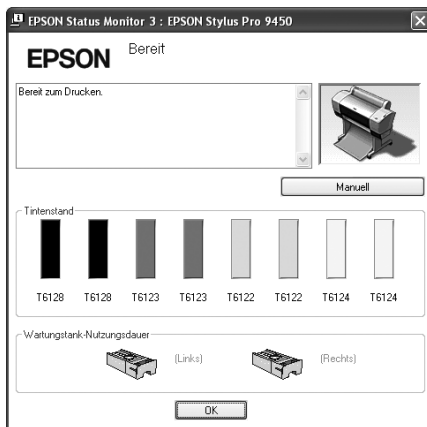 EPSON Status Monitor 3 : EPSON Stylus Pro 9450
EPSON
Bereit
Bereit zum Drucken.
Manuell
Tintenstand
T6128 T6128 T6123 T6123 T6122 T6122 T6124 T6124
Wartungstank-Nutzungsdauer
(Links) (Rechts)
OK